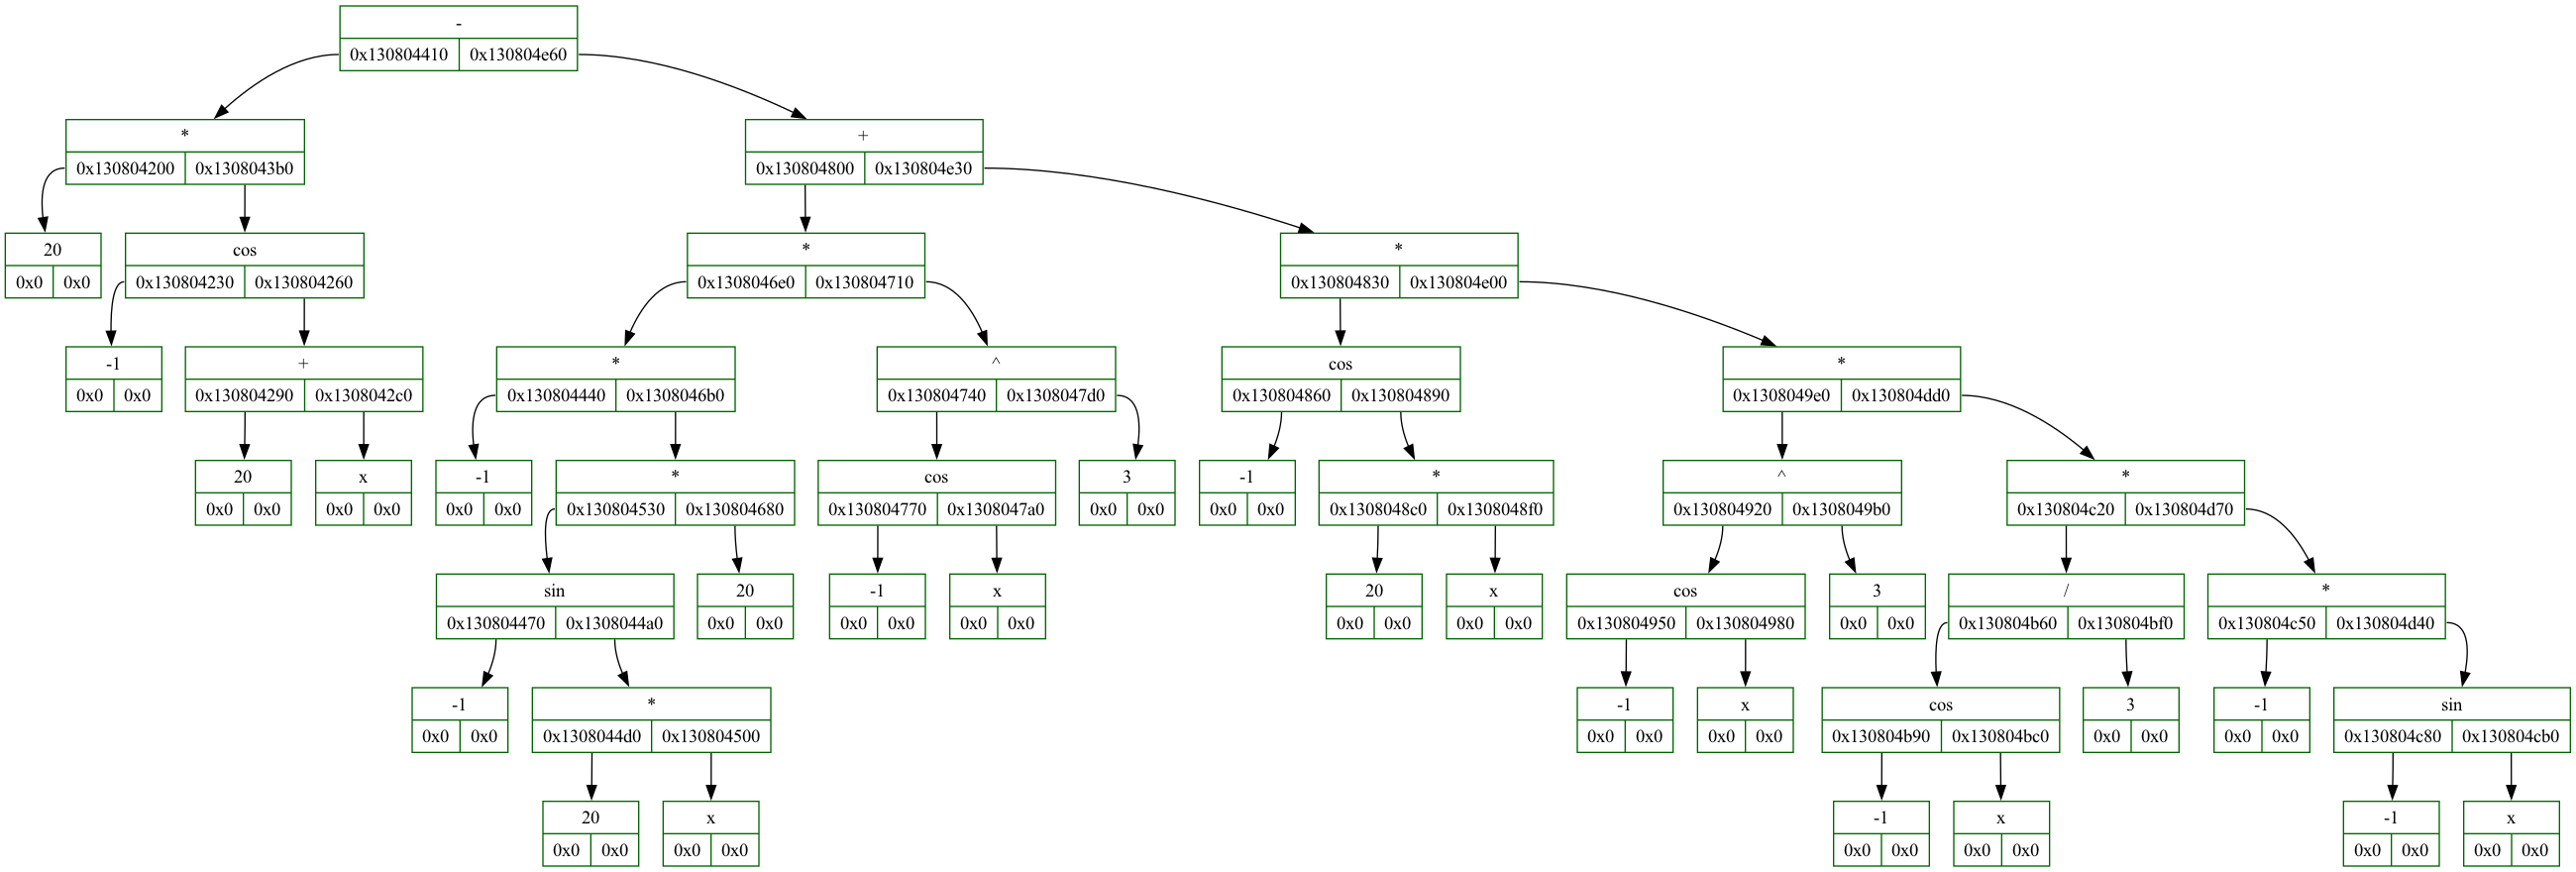 -
0x130804410 0x130804e60
* +
0x130804200 0x1308043b0 0x130804800 0x130804e30
20 cos * *
0x0 0x0 0x130804230 0x130804260 0x1308046e0 0x130804710 0x130804830 0x130804e00
-1 + * ^ cos *
0x0 0x0 0x130804290 0x1308042c0 0x130804440 0x1308046b0 0x130804740 0x1308047d0 0x130804860 0x130804890 0x1308049e0 0x130804dd0
20 x -1 * cos 3 -1 * ^ *
0x0 0x0 0x0 0x0 0x0 0x0 0x130804530 0x130804680 0x130804770 0x1308047a0 0x0 0x0 0x0 0x0 0x1308048c0 0x1308048f0 0x130804920 0x1308049b0 0x130804c20 0x130804d70
sin 20 -1 x 20 x cos 3 / *
0x130804470 0x1308044a0 0x0 0x0 0x0 0x0 0x0 0x0 0x0 0x0 0x0 0x0 0x130804950 0x130804980 0x0 0x0 0x130804b60 0x130804bf0 0x130804c50 0x130804d40
-1 * -1 x cos 3 -1 sin
0x0 0x0 0x1308044d0 0x130804500 0x0 0x0 0x0 0x0 0x130804b90 0x130804bc0 0x0 0x0 0x0 0x0 0x130804c80 0x130804cb0
20 x -1 x -1 x
0x0 0x0 0x0 0x0 0x0 0x0 0x0 0x0 0x0 0x0 0x0 0x0